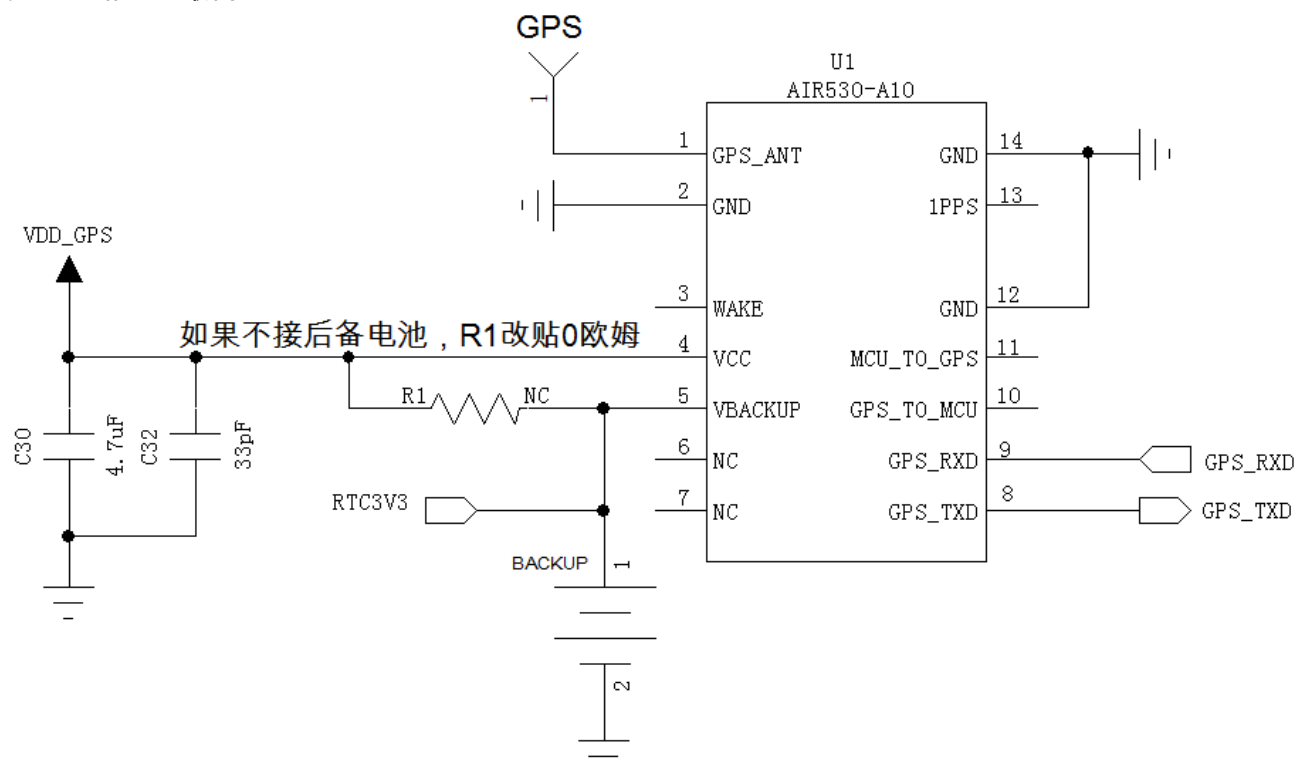 GPS
1
U1
AIR530-A10
1
GPS_ANT
GND
14
2
GND
1PPS
13
VDD_GPS
3
WAKE
GND
12
如果不接后备电池，R1改贴0欧姆
4
VCC
MCU_TO_GPS
11
R1
NC
5
VBACKUP
GPS_TO_MCU
10
C30
4.7uF
C32
33pF
6
NC
GPS_RXD
9
GPS_RXD
RTC3V3
7
NC
GPS_TXD
8
GPS_TXD
BACKUP
1
2